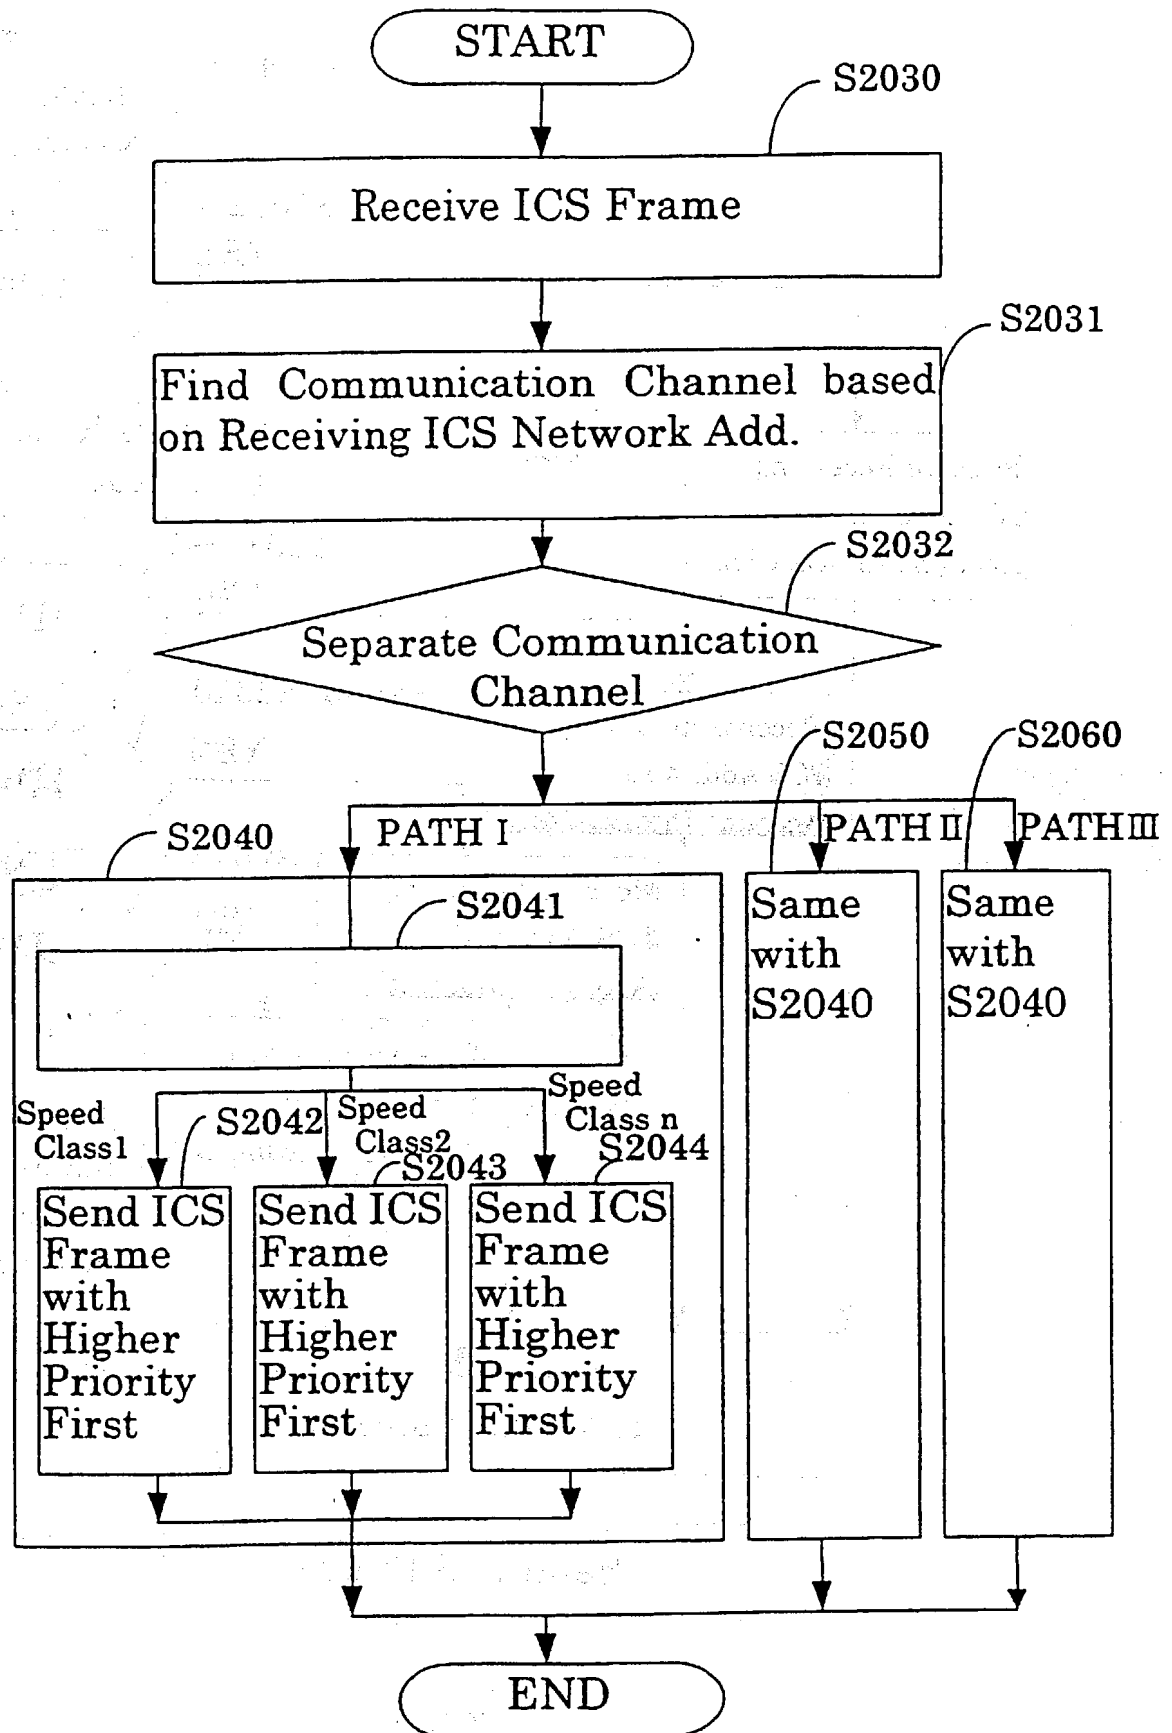 START
S2030
Receive ICS Frame
S2031
Find Communication Channel based
on Receiving ICS Network Add.
S2032
Separate Communication
Channel
S2050
S2060
S2040
PATH I
PATH II
PATH III
S2041
Same
with
S2040
Same
with
S2040
Speed
Class1
S2042
Speed
Class2
S2043
Speed
Class n
S2044
Send ICS
Frame
with
Higher
Priority
First
Send ICS
Frame
with
Higher
Priority
First
Send ICS
Frame
with
Higher
Priority
First
END